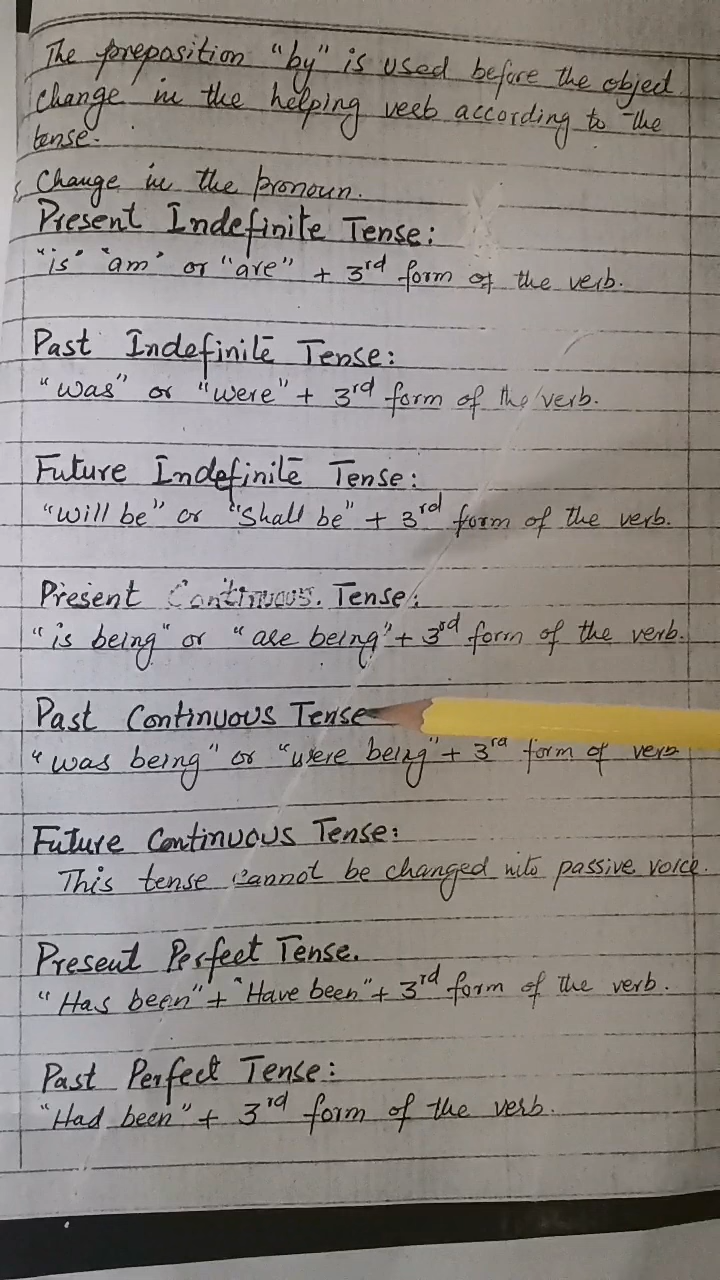 The preposition "by" is used before the object.
Change in the helping verb according to the
tense.
Change in the pronoun.
Present Indefinite Tense:
"is" "am" or "are" + 3rd form of the verb.
Past Indefinite Tense:
"was" or "were" + 3rd form of the verb.
Future Indefinite Tense:
"will be" or "Shall be" + 3rd form of the verb.
Present Continuous. Tense:
"is being" or "are being" + 3rd form of the verb.
Past Continuous Tense
"was being" or "were being" + 3rd form of verb
Future Continuous Tense:
This tense cannot be changed into passive voice.
Present Perfect Tense.
"Has been" + "Have been" + 3rd form of the verb.
Past Perfect Tense:
"Had been" + 3rd form of the verb.